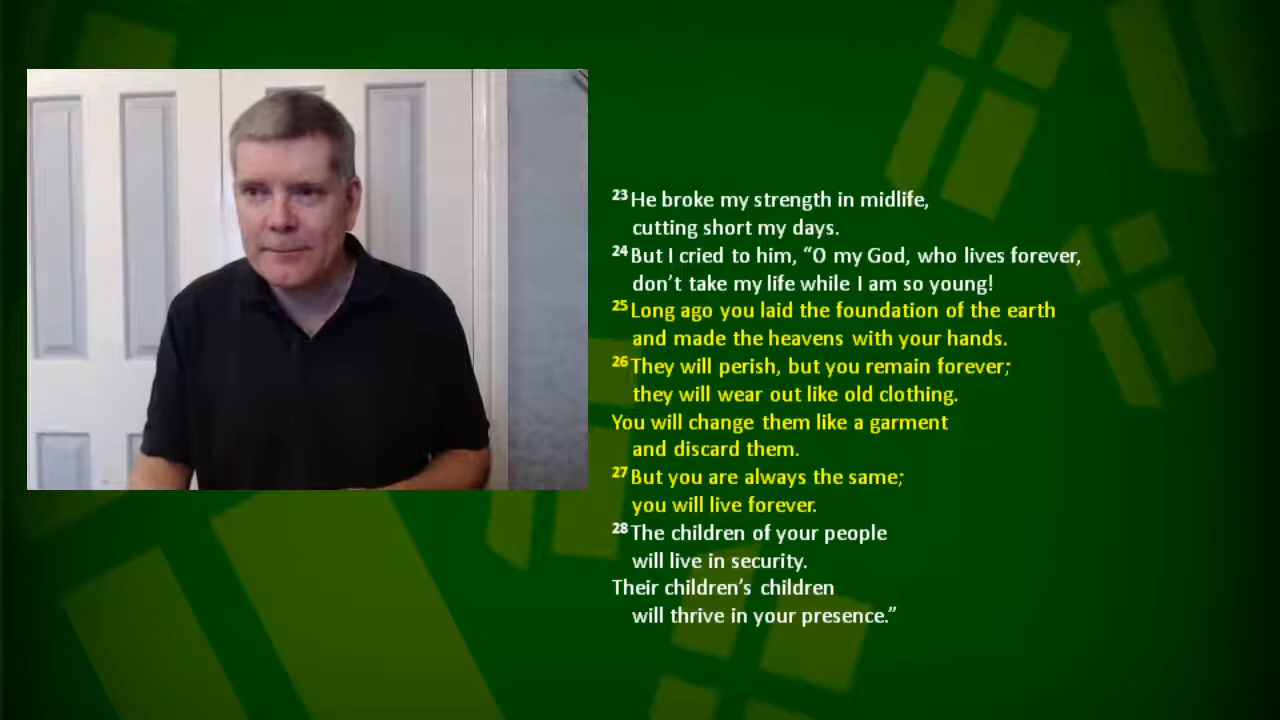 23 He broke my strength in midlife,
cutting short my days.
24 But I cried to him, “O my God, who lives forever,
don’t take my life while I am so young!
25 Long ago you laid the foundation of the earth
and made the heavens with your hands.
26 They will perish, but you remain forever;
they will wear out like old clothing.
You will change them like a garment
and discard them.
27 But you are always the same;
you will live forever.
28 The children of your people
will live in security.
Their children’s children
will thrive in your presence.”